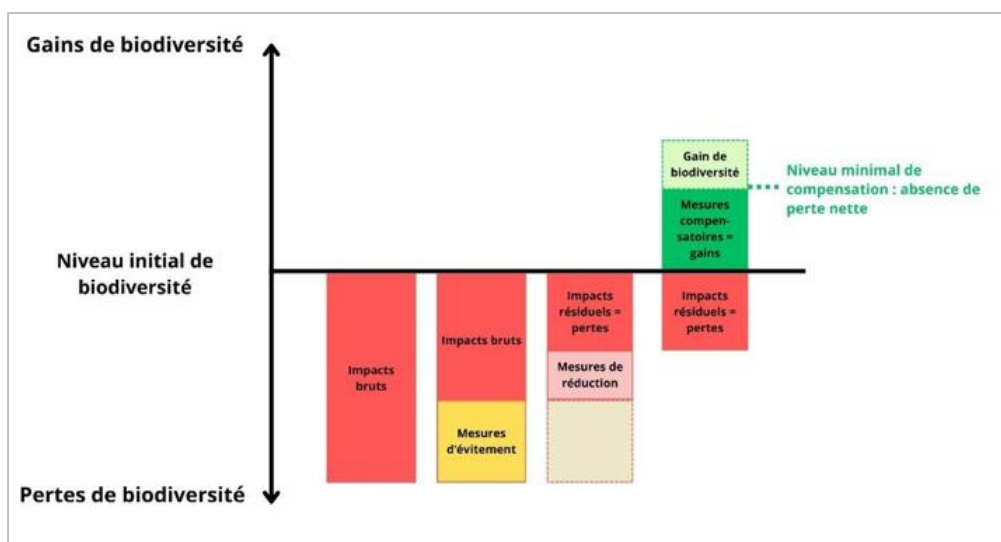 Gains de biodiversité
Gain de
biodiversité
Niveau minimal de
compensation : absence de
perte nette
Mesures
compen-
satoires =
gains
Niveau initial de
biodiversité
Impacts
bruts
Impacts bruts
Mesures
d'évitement
Impacts
résiduels =
pertes
Mesures de
réduction
Impacts
résiduels =
pertes
Pertes de biodiversité